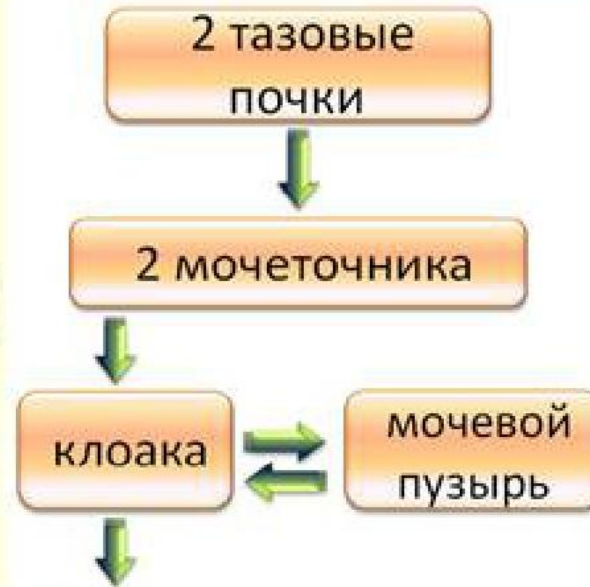 2 тазовые
почки
2 мочеточника
клоака
мочевой
пузырь